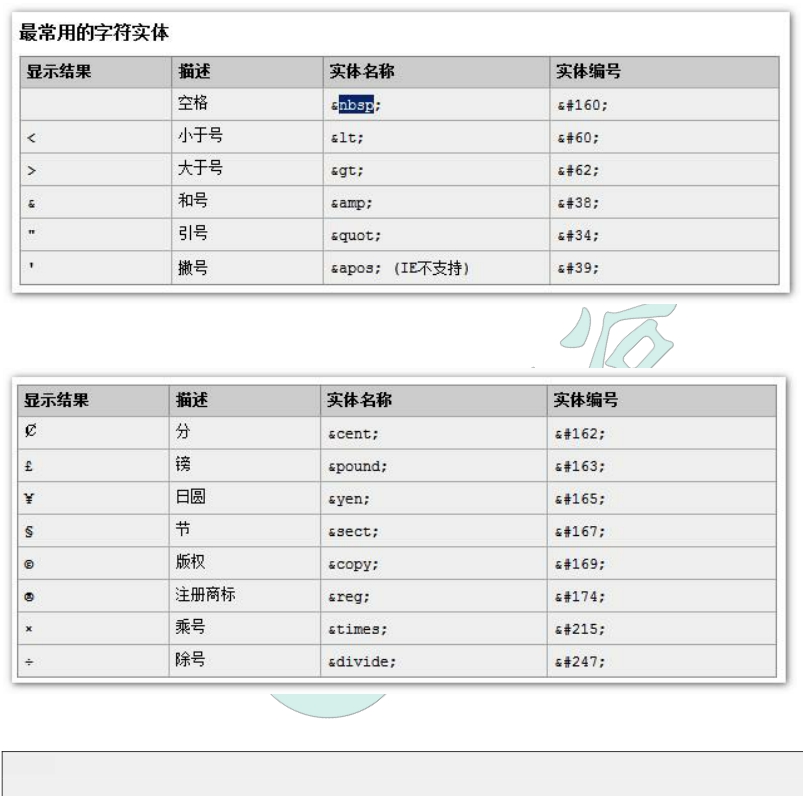 最常用的字符实体
显示结果 描述 实体名称 实体编号
空格 &nbsp; &#160;
< 小于号 &lt; &#60;
> 大于号 &gt; &#62;
& 和号 &amp; &#38;
" 引号 &quot; &#34;
' 撇号 &apos; (IE不支持) &#39;
显示结果 描述 实体名称 实体编号
₡ 分 &cent; &#162;
£ 镑 &pound; &#163;
¥ 日圆 &yen; &#165;
§ 节 &sect; &#167;
© 版权 &copy; &#169;
® 注册商标 &reg; &#174;
× 乘号 &times; &#215;
÷ 除号 &divide; &#247;